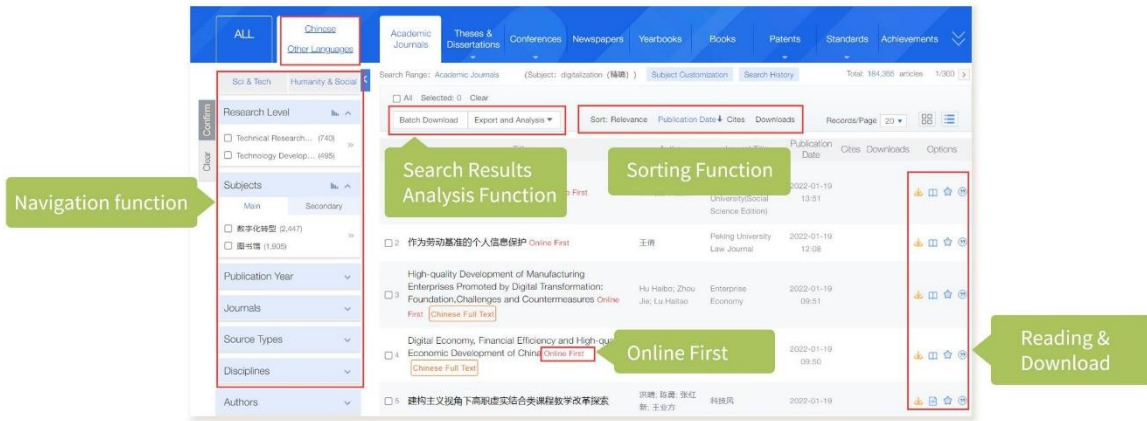 ALL
Chinese
Other Languages
Academic Journals
Theses & Dissertations
Conferences
Newspapers
Yearbooks
Books
Patents
Standards
Achievements
Sci & Tech
Humanity & Social
Search Range: Academic Journals (Subject: digitalization (精确) ) Subject Customization Search History Total: 184,365 articles 1/300
All Selected: 0 Clear
Batch Download Export and Analysis
Sort: Relevance Publication Date Cites Downloads
Records/Page 20
Confirm
Clear
Research Level
Technical Research... (740)
Technology Develop... (495)
Subjects
Main Secondary
数字化转型 (2,447)
图书馆 (1,905)
Publication Year
Journals
Source Types
Disciplines
Authors
Navigation function
Search Results
Analysis Function
Sorting Function
Publication Date
Cites Downloads Options
First
University(Social
Science Edition)
2022-01-19
13:51
2 作为劳动基准的个人信息保护 Online First
王倩
Peking University
Law Journal
2022-01-19
12:08
3 High-quality Development of Manufacturing
Enterprises Promoted by Digital Transformation:
Foundation,Challenges and Countermeasures Online
First Chinese Full Text
Hu Haibo; Zhou
Jie; Lu Haitao
Enterprise
Economy
2022-01-19
09:51
4 Digital Economy, Financial Efficiency and
Economic Development of China Online First
Chinese Full Text
2022-01-19
09:50
Online First
Reading &
Download
5 建构主义视角下高职虚实结合类课程教学改革探索
科技风
2022-01-19